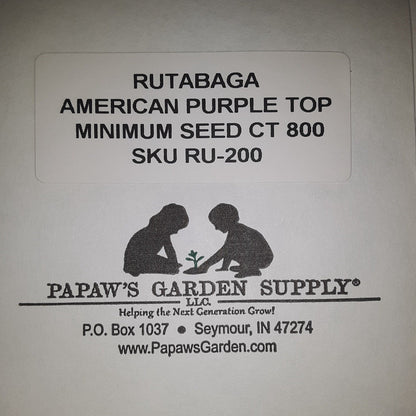 RUTABAGA
AMERICAN PURPLE TOP
MINIMUM SEED CT 800
SKU RU-200
PAPAW'S GARDEN SUPPLY®
LLC.
Helping the Next Generation Grow!
P.O. Box 1037 • Seymour, IN 47274
www.PapawsGarden.com